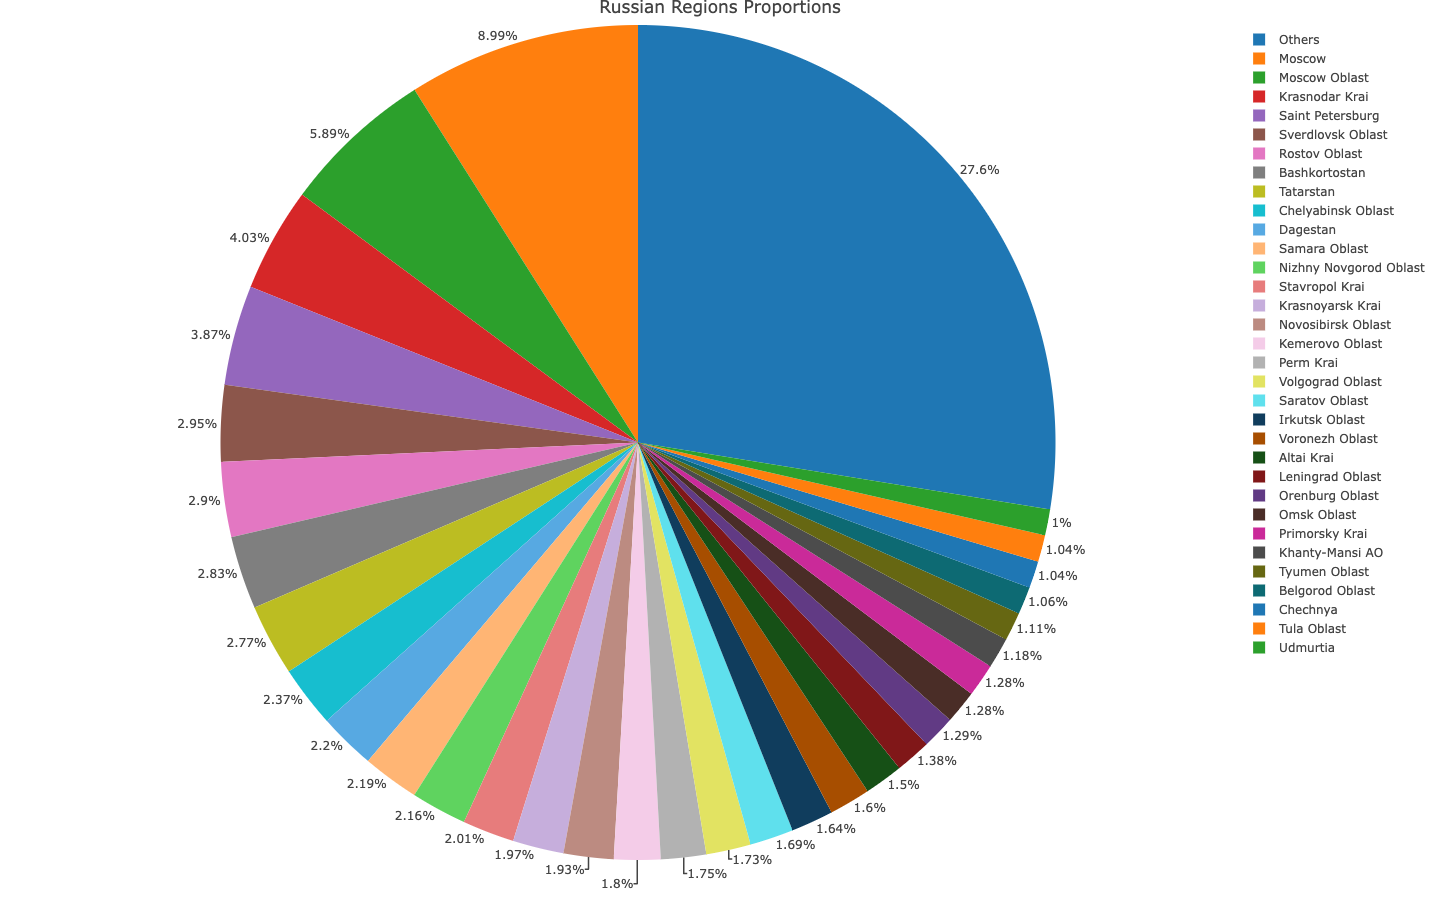 Russian Regions Proportions
27.6%
8.99%
5.89%
4.03%
3.87%
2.95%
2.9%
2.83%
2.77%
2.37%
2.2%
2.19%
2.16%
2.01%
1.97%
1.93%
1.8%
1.75%
1.73%
1.69%
1.64%
1.6%
1.5%
1.38%
1.29%
1.28%
1.28%
1.18%
1.11%
1.06%
1.04%
1.04%
1%
Others
Moscow
Moscow Oblast
Krasnodar Krai
Saint Petersburg
Sverdlovsk Oblast
Rostov Oblast
Bashkortostan
Tatarstan
Chelyabinsk Oblast
Dagestan
Samara Oblast
Nizhny Novgorod Oblast
Stavropol Krai
Krasnoyarsk Krai
Novosibirsk Oblast
Kemerovo Oblast
Perm Krai
Volgograd Oblast
Saratov Oblast
Irkutsk Oblast
Voronezh Oblast
Altai Krai
Leningrad Oblast
Orenburg Oblast
Omsk Oblast
Primorsky Krai
Khanty-Mansi AO
Tyumen Oblast
Belgorod Oblast
Chechnya
Tula Oblast
Udmurtia